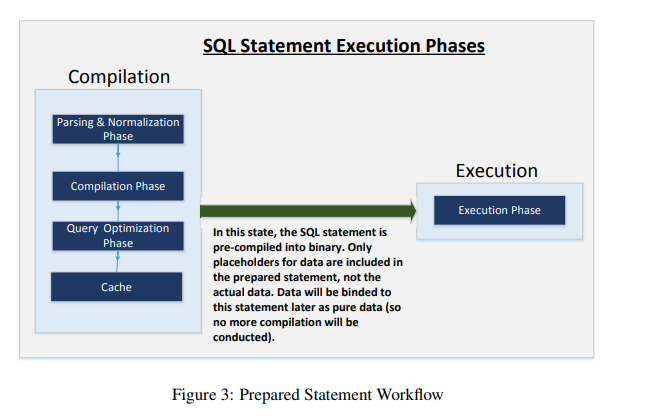 SQL Statement Execution Phases
Compilation
Parsing & Normalization
Phase
Compilation Phase
Query Optimization
Phase
Cache
In this state, the SQL statement is
pre-compiled into binary. Only
placeholders for data are included in
the prepared statement, not the
actual data. Data will be binded to
this statement later as pure data (so
no more compilation will be
conducted).
Execution
Execution Phase
Figure 3: Prepared Statement Workflow